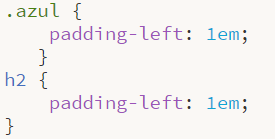 .azul {
    padding-left: 1em;
   }
h2 {
    padding-left: 1em;
}